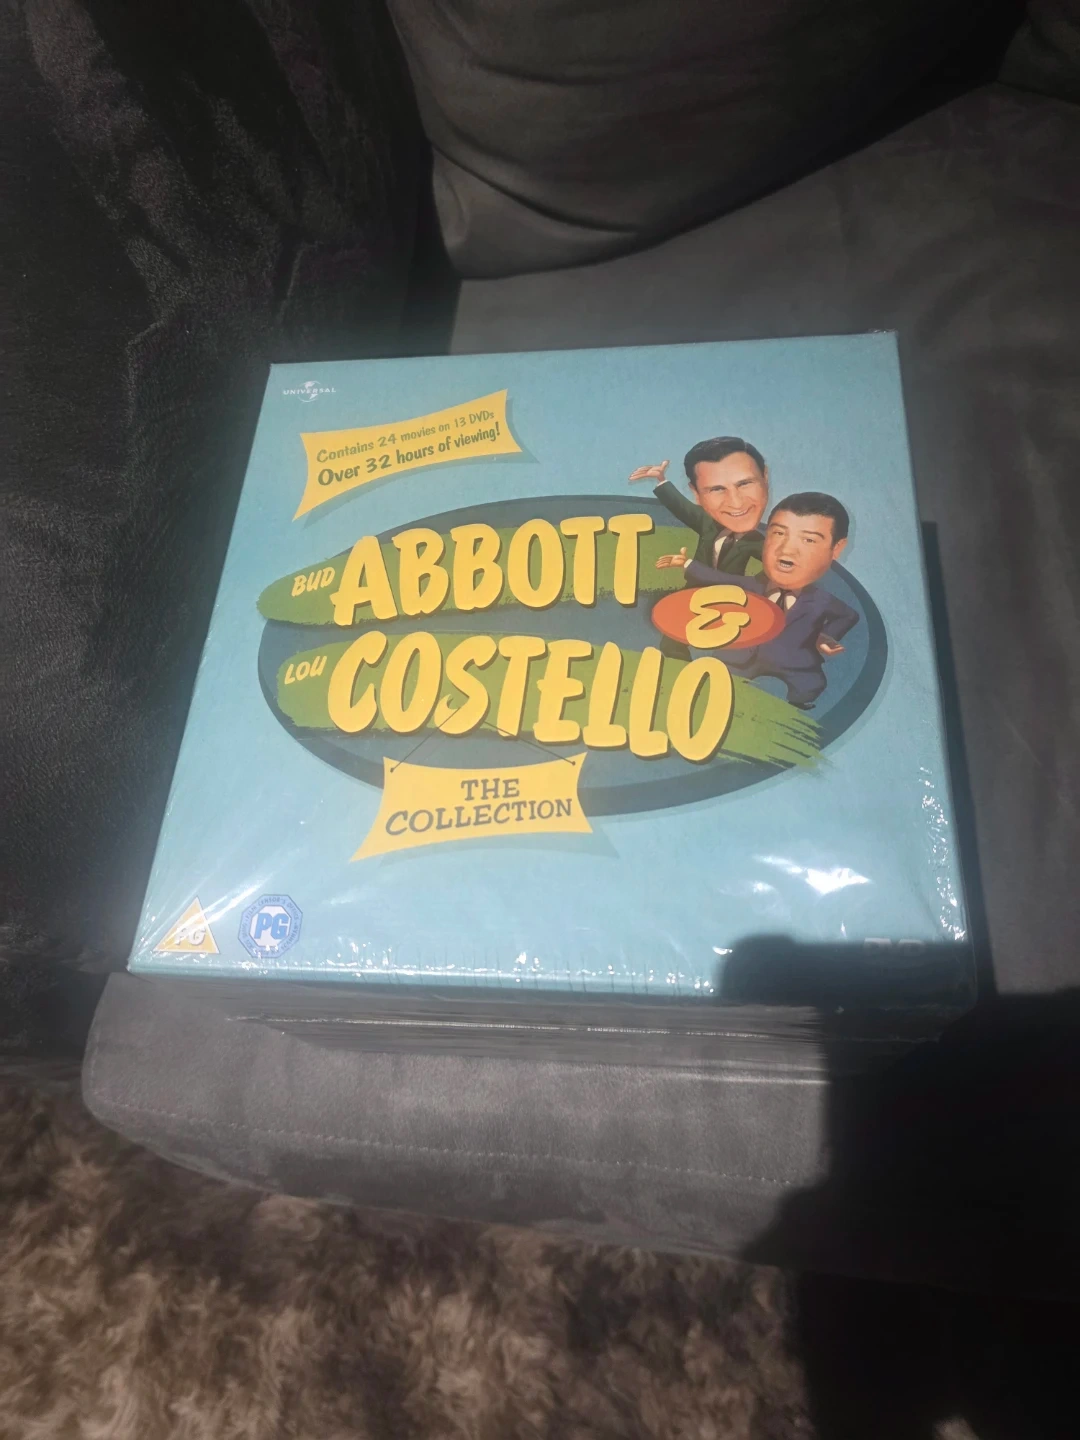 UNIVERSAL
Contains 24 movies on 13 DVDs
Over 32 hours of viewing!
BUD ABBOTT
&
LOU COSTELLO
THE
COLLECTION
PG
PG